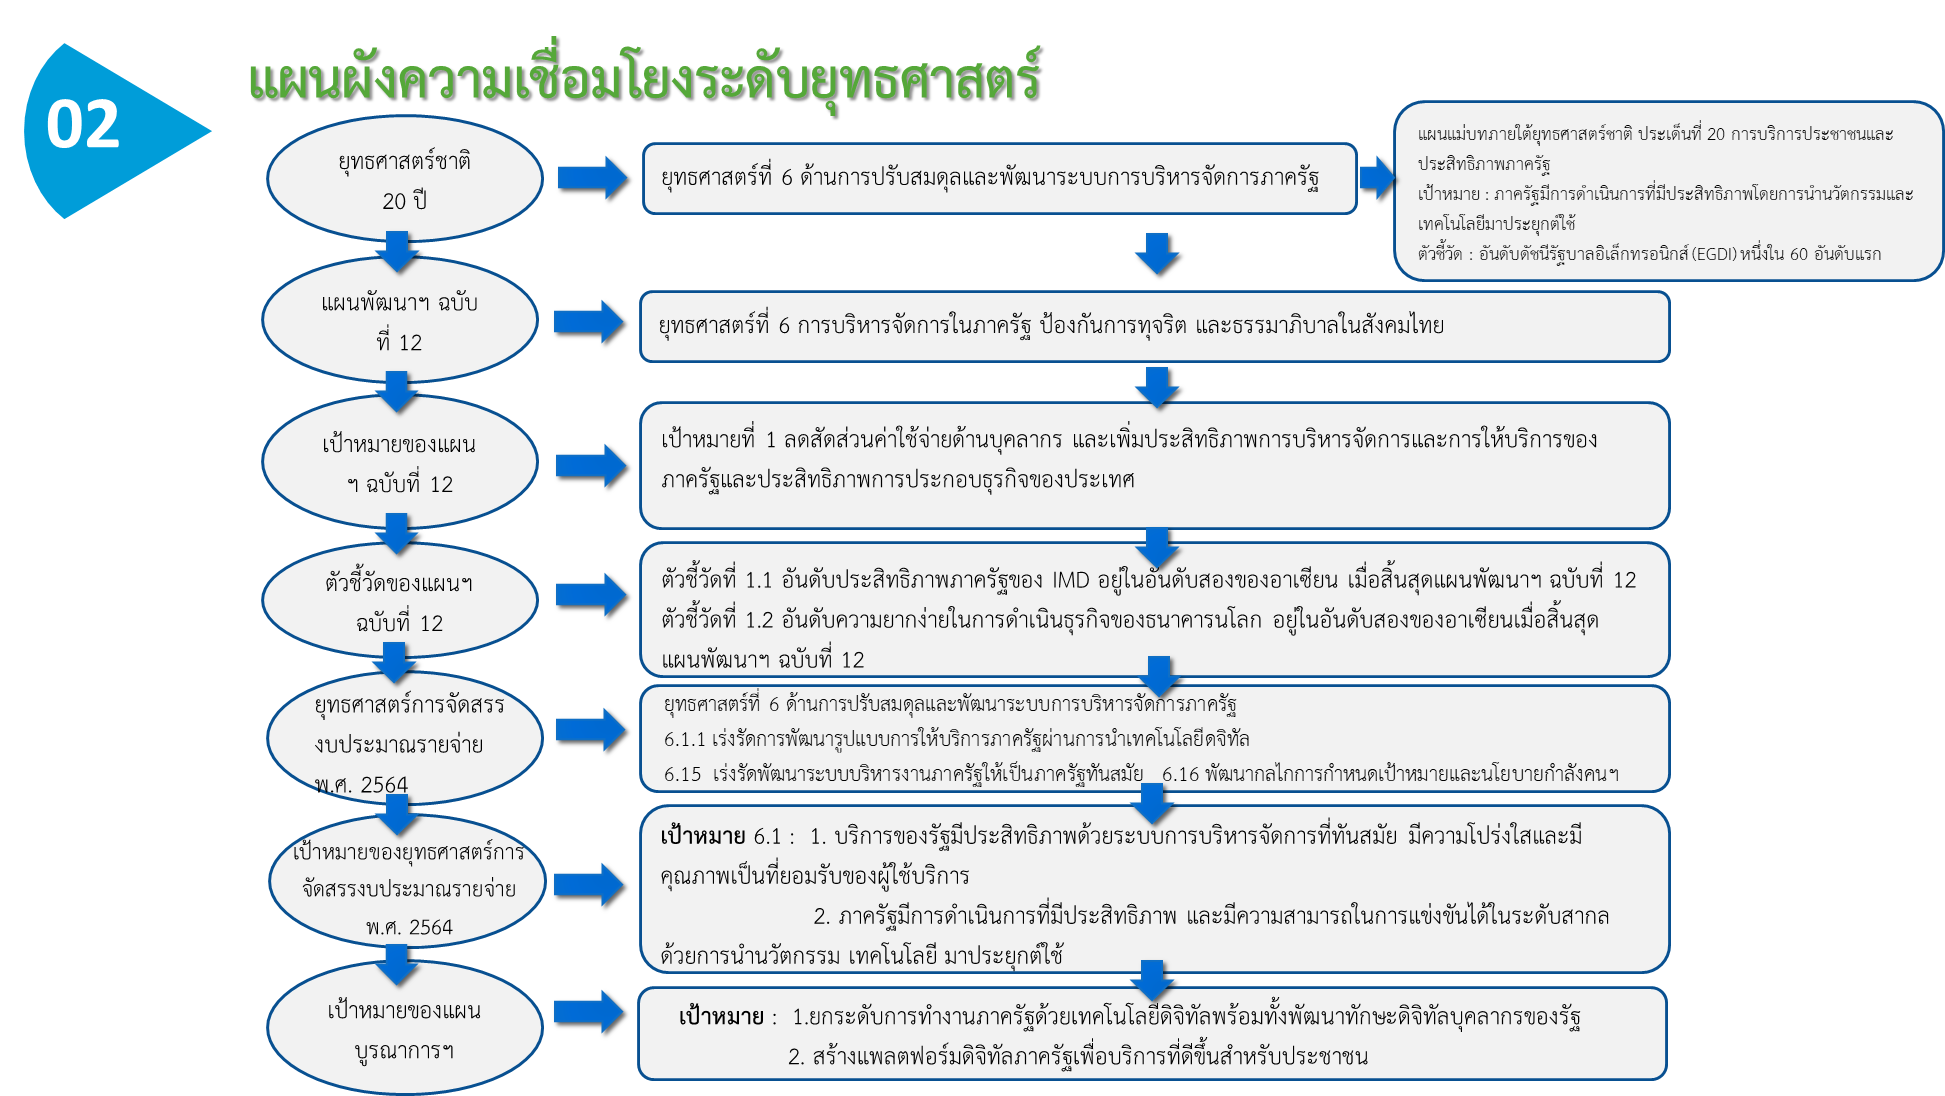 02
แผนผังความเชื่อมโยงระดับยุทธศาสตร์
ยุทธศาสตร์ชาติ
20 ปี
ยุทธศาสตร์ที่ 6 ด้านการปรับสมดุลและพัฒนาระบบการบริหารจัดการภาครัฐ
แผนแม่บทภายใต้ยุทธศาสตร์ชาติ ประเด็นที่ 20 การบริการประชาชนและ
ประสิทธิภาพภาครัฐ
เป้าหมาย : ภาครัฐมีการดำเนินการที่มีประสิทธิภาพโดยการนำนวัตกรรมและ
เทคโนโลยีมาประยุกต์ใช้
ตัวชี้วัด : อันดับดัชนีรัฐบาลอิเล็กทรอนิกส์ (EGDI) หนึ่งใน 60 อันดับแรก
แผนพัฒนาฯ ฉบับ
ที่ 12
ยุทธศาสตร์ที่ 6 การบริหารจัดการในภาครัฐ ป้องกันการทุจริต และธรรมาภิบาลในสังคมไทย
เป้าหมายของแผน
ฯ ฉบับที่ 12
เป้าหมายที่ 1 ลดสัดส่วนค่าใช้จ่ายด้านบุคลากร และเพิ่มประสิทธิภาพการบริหารจัดการและการให้บริการของ
ภาครัฐและประสิทธิภาพการประกอบธุรกิจของประเทศ
ตัวชี้วัดของแผนฯ
ฉบับที่ 12
ตัวชี้วัดที่ 1.1 อันดับประสิทธิภาพภาครัฐของ IMD อยู่ในอันดับสองของอาเซียน เมื่อสิ้นสุดแผนพัฒนาฯ ฉบับที่ 12
ตัวชี้วัดที่ 1.2 อันดับความยากง่ายในการดำเนินธุรกิจของธนาคารนโลก อยู่ในอันดับสองของอาเซียนเมื่อสิ้นสุด
แผนพัฒนาฯ ฉบับที่ 12
ยุทธศาสตร์การจัดสรร
งบประมาณรายจ่าย
พ.ศ. 2564
ยุทธศาสตร์ที่ 6 ด้านการปรับสมดุลและพัฒนาระบบการบริหารจัดการภาครัฐ
6.1.1 เร่งรัดการพัฒนารูปแบบการให้บริการภาครัฐผ่านการนำเทคโนโลยีดจิทัล
6.15 เร่งรัดพัฒนาระบบบริหารงานภาครัฐให้เป็นภาครัฐทันสมัย 6.16 พัฒนากลไกการกำหนดเป้าหมายและนโยบายกำลังคนฯ
เป้าหมายของยุทธศาสตร์การ
จัดสรรงบประมาณรายจ่าย
พ.ศ. 2564
เป้าหมาย 6.1 : 1. บริการของรัฐมีประสิทธิภาพด้วยระบบการบริหารจัดการที่ทันสมัย มีความโปร่งใสและมี
คุณภาพเป็นที่ยอมรับของผู้ใช้บริการ
2. ภาครัฐมีการดำเนินการที่มีประสิทธิภาพ และมีความสามารถในการแข่งขันได้ในระดับสากล
ด้วยการนำนวัตกรรม เทคโนโลยี มาประยุกต์ใช้
เป้าหมายของแผน
บูรณาการฯ
เป้าหมาย : 1.ยกระดับการทำงานภาครัฐด้วยเทคโนโลยีดิจิทัลพร้อมทั้งพัฒนาทักษะดิจิทัลบุคลากรของรัฐ
2. สร้างแพลตฟอร์มดิจิทัลภาครัฐเพื่อบริการที่ดีขึ้นสำหรับประชาชน